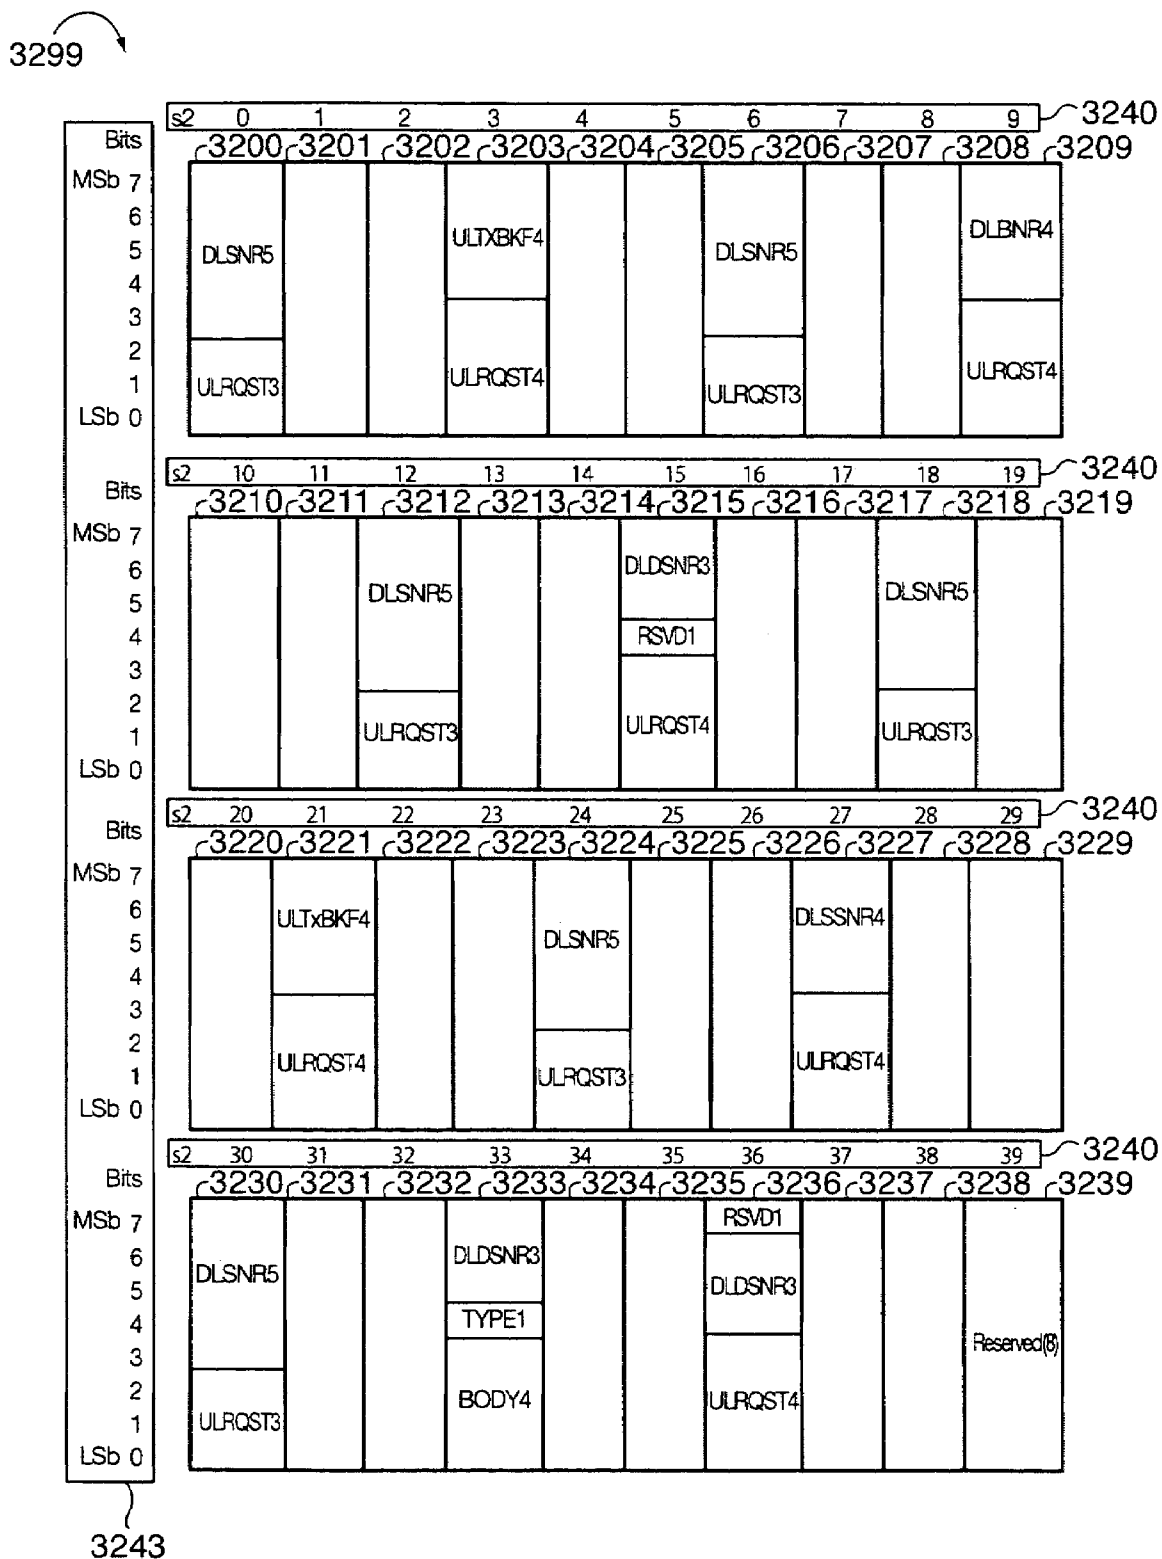 3299
s2 0 1 2 3 4 5 6 7 8 9 3240
Bits 3200 3201 3202 3203 3204 3205 3206 3207 3208 3209
MSb 7
6
5
4
3
2
1
LSb 0
DLSNR5
ULRQST3
ULTXBKF4
ULRQST4
DLSNR5
ULRQST3
DLBNR4
ULRQST4
s2 10 11 12 13 14 15 16 17 18 19 3240
Bits 3210 3211 3212 3213 3214 3215 3216 3217 3218 3219
MSb 7
6
5
4
3
2
1
LSb 0
DLSNR5
ULRQST3
DLDSNR3
RSVD1
ULRQST4
DLSNR5
ULRQST3
s2 20 21 22 23 24 25 26 27 28 29 3240
Bits 3220 3221 3222 3223 3224 3225 3226 3227 3228 3229
MSb 7
6
5
4
3
2
1
LSb 0
ULTxBKF4
ULRQST4
DLSNR5
ULRQST3
DLSSNR4
ULRQST4
s2 30 31 32 33 34 35 36 37 38 39 3240
Bits 3230 3231 3232 3233 3234 3235 3236 3237 3238 3239
MSb 7
6
5
4
3
2
1
LSb 0
DLSNR5
ULRQST3
DLDSNR3
TYPE1
BODY4
RSVD1
DLDSNR3
ULRQST4
Reserved(8)
3243